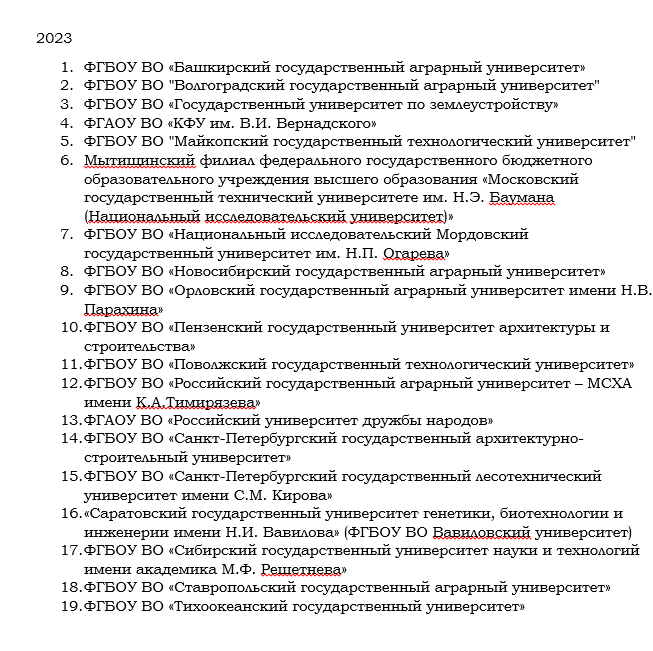 2023
1. ФГБОУ ВО «Башкирский государственный аграрный университет»
2. ФГБОУ ВО "Волгоградский государственный аграрный университет"
3. ФГБОУ ВО «Государственный университет по землеустройству»
4. ФГАОУ ВО «КФУ им. В.И. Вернадского»
5. ФГБОУ ВО "Майкопский государственный технологический университет"
6. Мытищинский филиал федерального государственного бюджетного
образовательного учреждения высшего образования «Московский
государственный технический университете им. Н.Э. Баумана
(Национальный исследовательский университет)»
7. ФГБОУ ВО «Национальный исследовательский Мордовский
государственный университет им. Н.П. Огарева»
8. ФГБОУ ВО «Новосибирский государственный аграрный университет»
9. ФГБОУ ВО «Орловский государственный аграрный университет имени Н.В.
Парахина»
10.ФГБОУ ВО «Пензенский государственный университет архитектуры и
строительства»
11.ФГБОУ ВО «Поволжский государственный технологический университет»
12.ФГБОУ ВО «Российский государственный аграрный университет – МСХА
имени К.А.Тимирязева»
13.ФГАОУ ВО «Российский университет дружбы народов»
14.ФГБОУ ВО «Санкт-Петербургский государственный архитектурно-
строительный университет»
15.ФГБОУ ВО «Санкт-Петербургский государственный лесотехнический
университет имени С.М. Кирова»
16.«Саратовский государственный университет генетики, биотехнологии и
инженерии имени Н.И. Вавилова» (ФГБОУ ВО Вавиловский университет)
17.ФГБОУ ВО «Сибирский государственный университет науки и технологий
имени академика М.Ф. Решетнева»
18.ФГБОУ ВО «Ставропольский государственный аграрный университет»
19.ФГБОУ ВО «Тихоокеанский государственный университет»